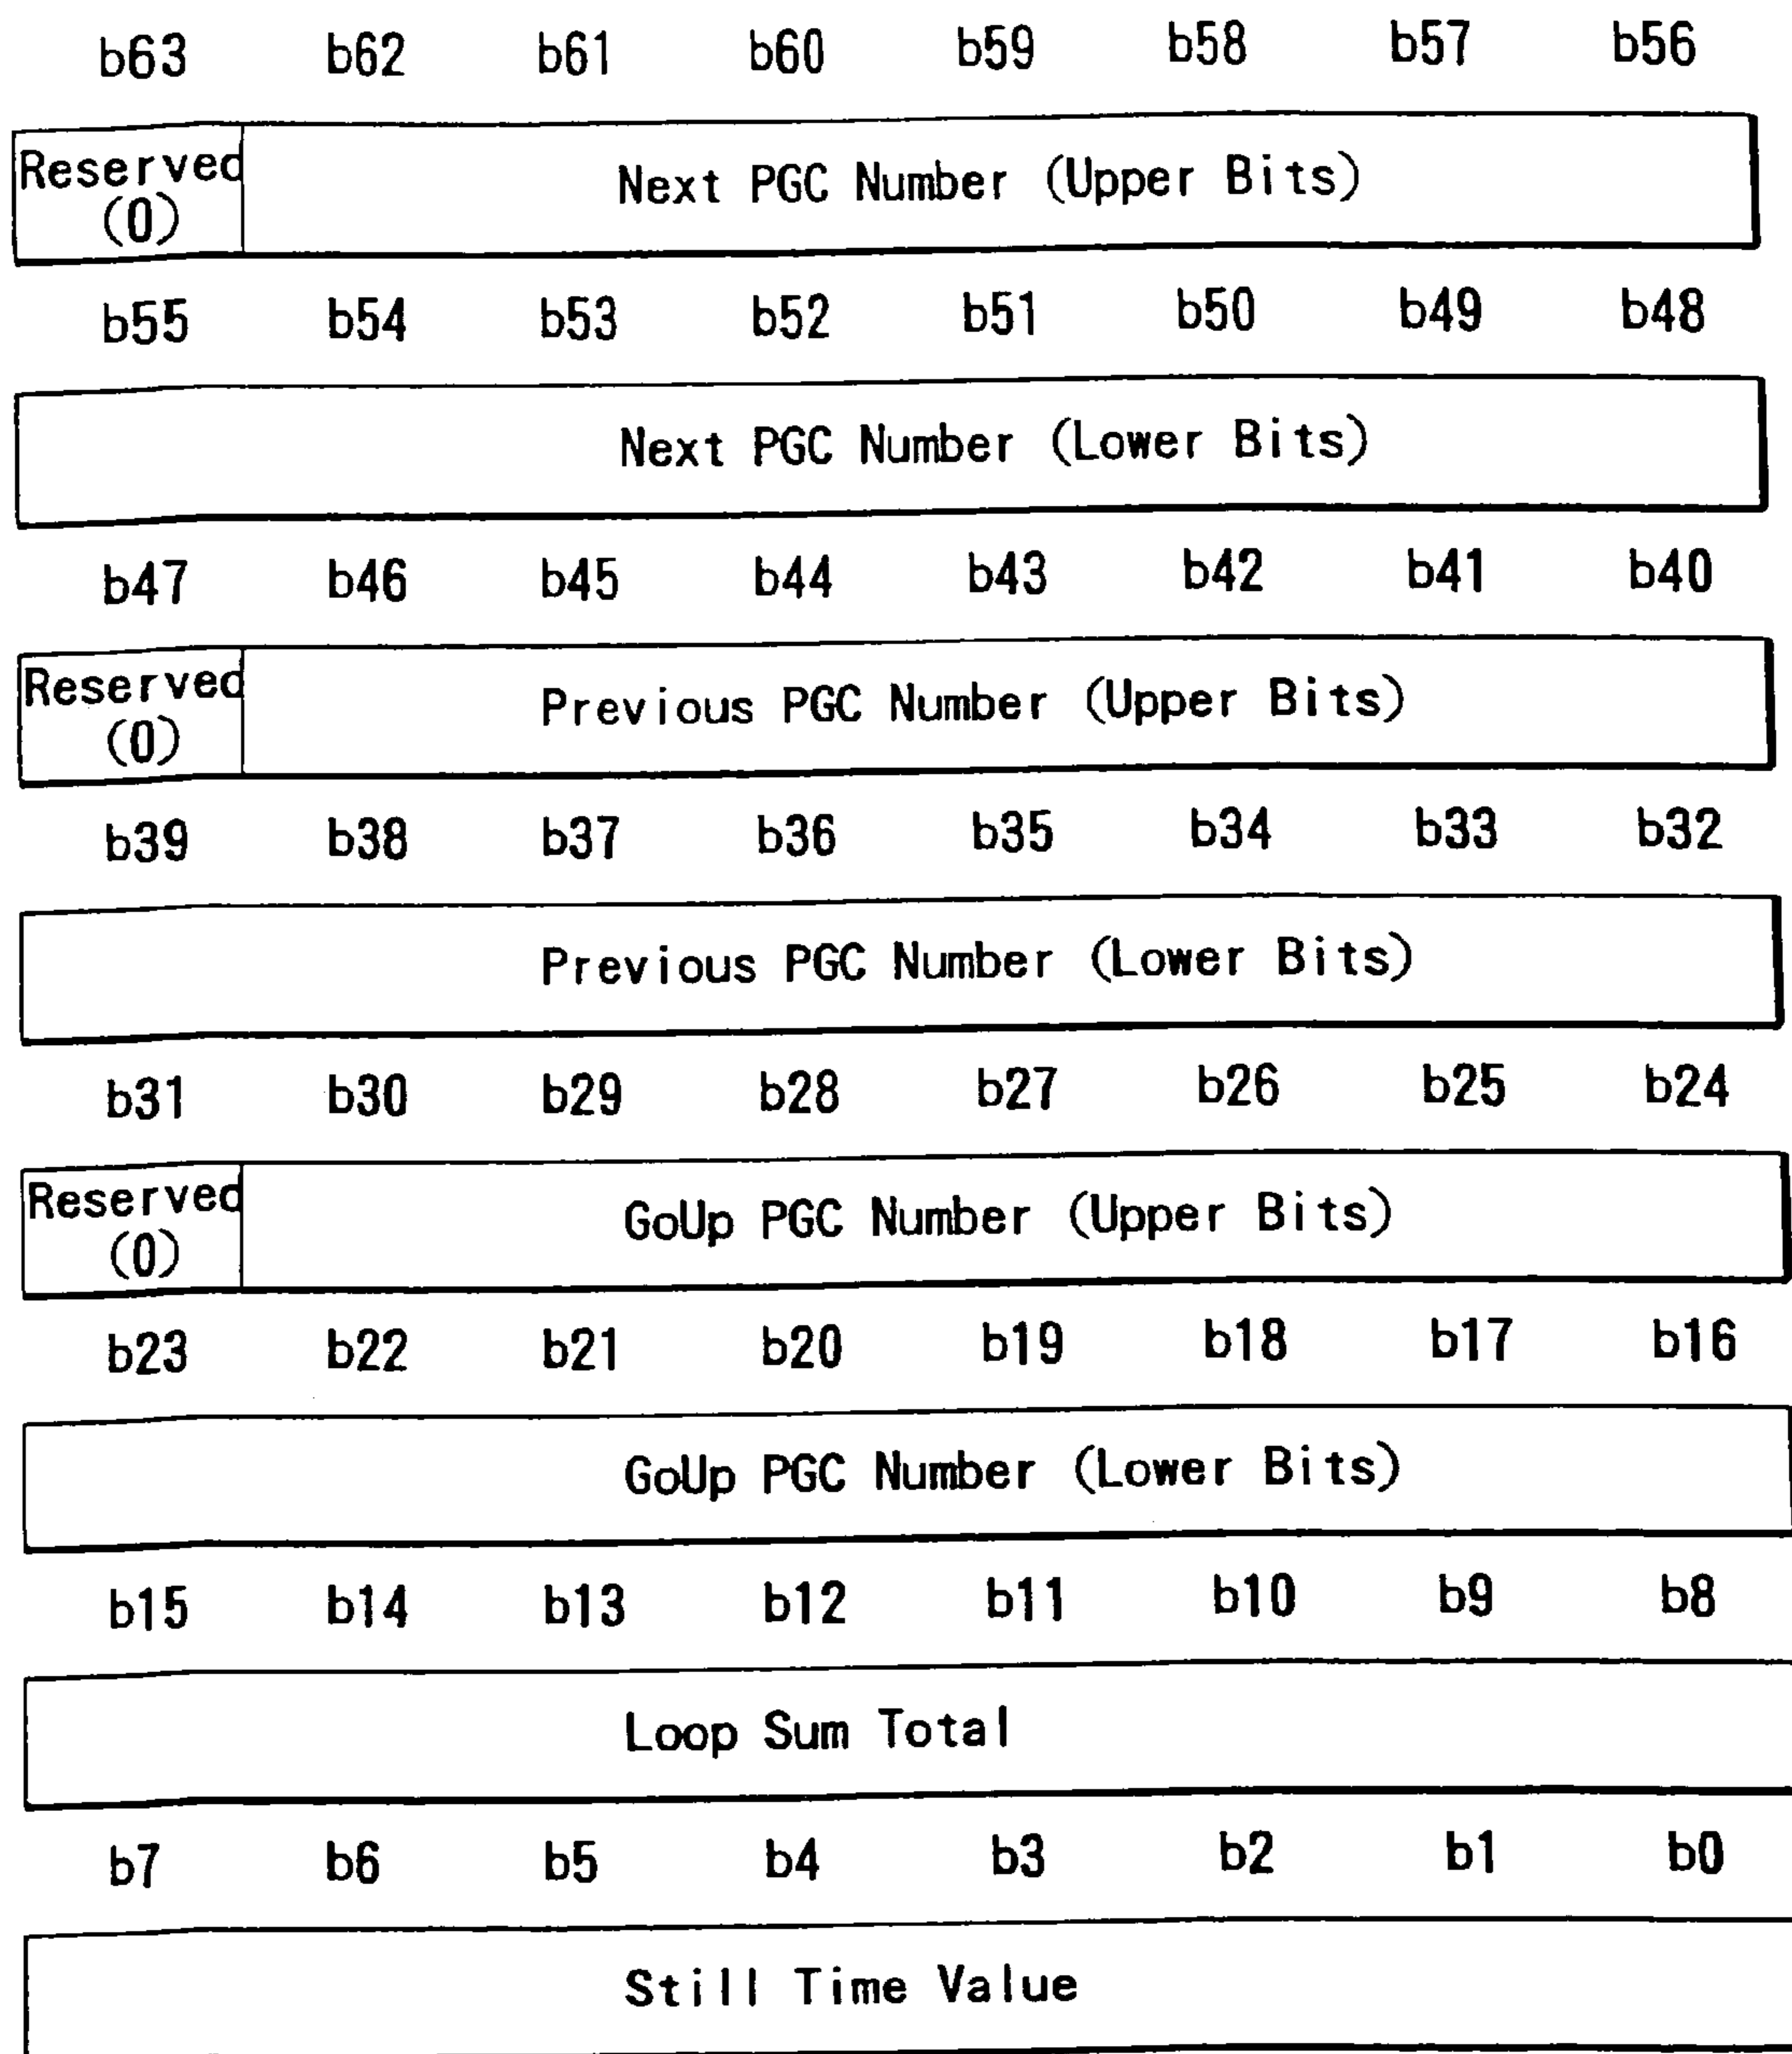 b63 b62 b61 b60 b59 b58 b57 b56
Reserved
(0)
Next PGC Number (Upper Bits)
b55 b54 b53 b52 b51 b50 b49 b48
Next PGC Number (Lower Bits)
b47 b46 b45 b44 b43 b42 b41 b40
Reserved
(0)
Previous PGC Number (Upper Bits)
b39 b38 b37 b36 b35 b34 b33 b32
Previous PGC Number (Lower Bits)
b31 b30 b29 b28 b27 b26 b25 b24
Reserved
(0)
GoUp PGC Number (Upper Bits)
b23 b22 b21 b20 b19 b18 b17 b16
GoUp PGC Number (Lower Bits)
b15 b14 b13 b12 b11 b10 b9 b8
Loop Sum Total
b7 b6 b5 b4 b3 b2 b1 b0
Still Time Value